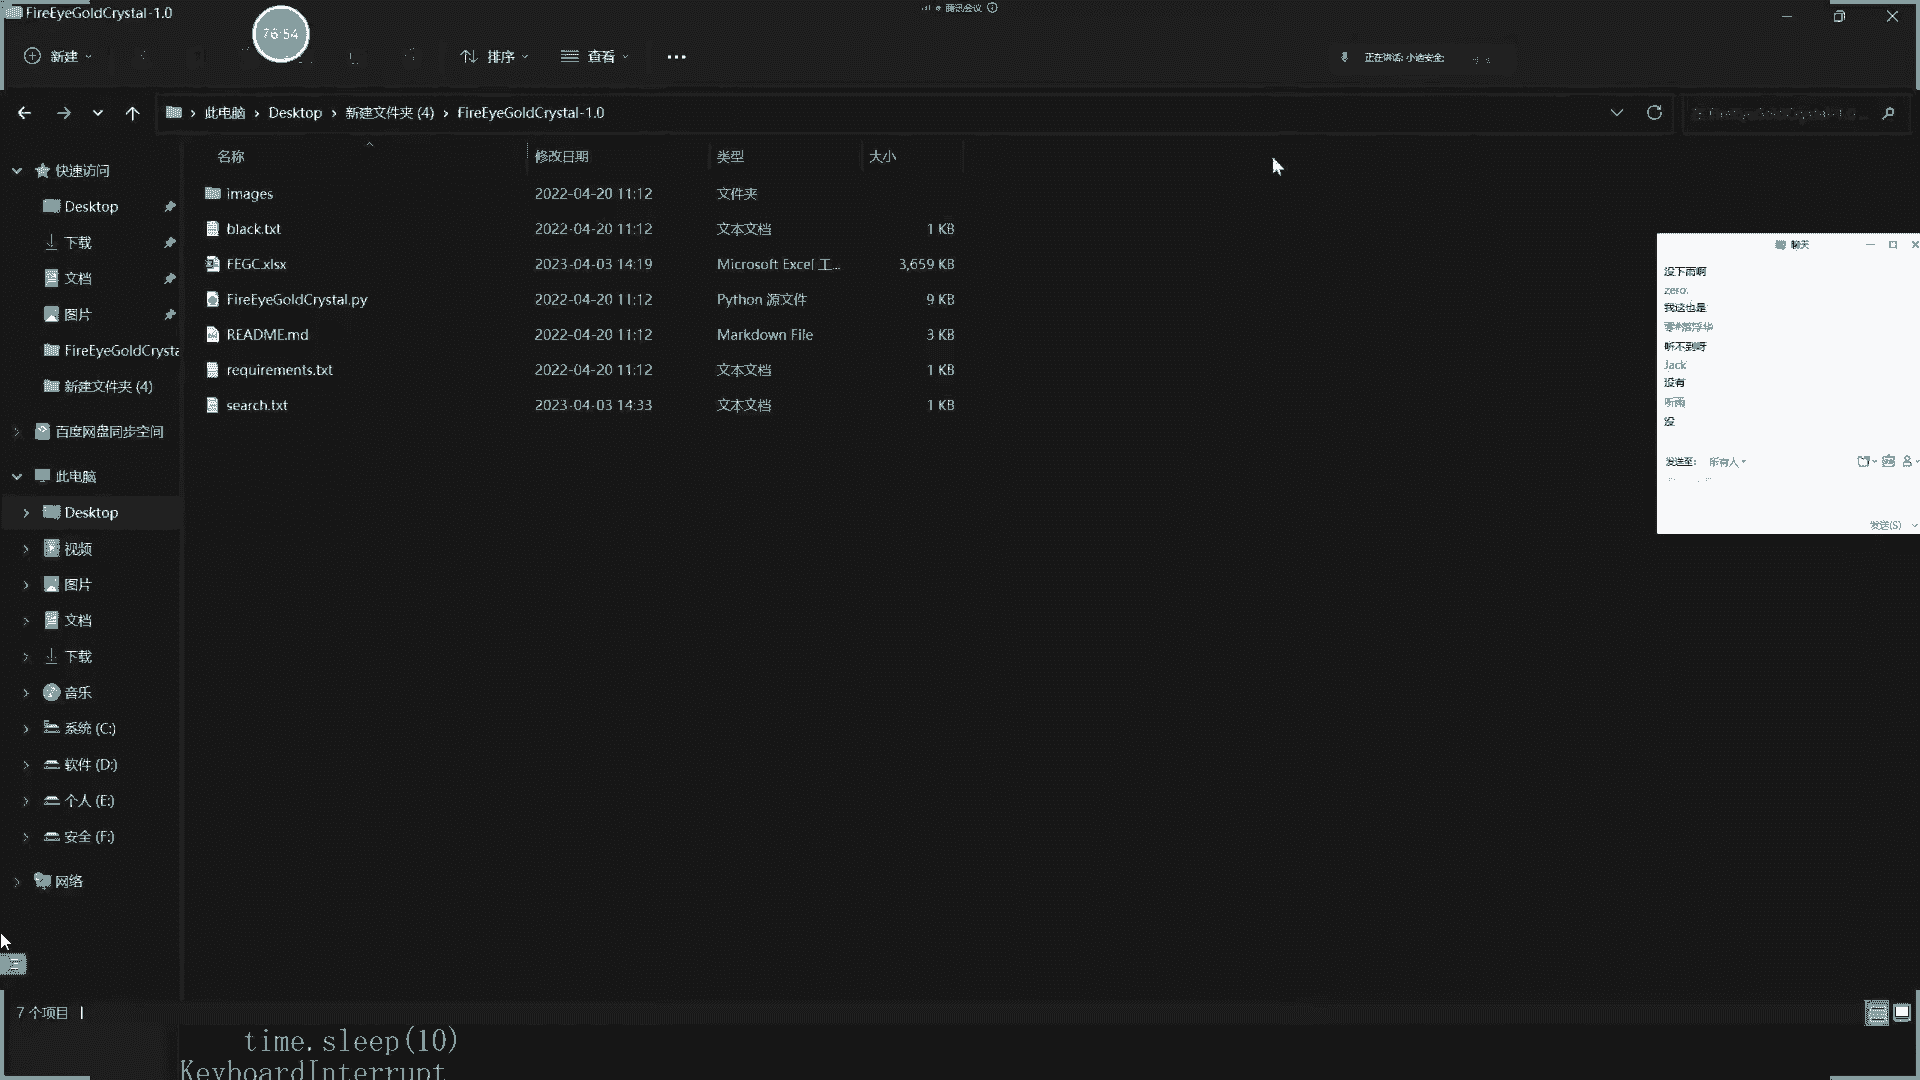 FireEyeGoldCrystal-1.0
腾讯会议
76:54
新建
排序
查看
正在讲话: 小迪安全;
此电脑 › Desktop › 新建文件夹 (4) › FireEyeGoldCrystal-1.0
名称 修改日期 类型 大小
images 2022-04-20 11:12 文件夹
black.txt 2022-04-20 11:12 文本文档 1 KB
FEGC.xlsx 2023-04-03 14:19 Microsoft Excel 工... 3,659 KB
FireEyeGoldCrystal.py 2022-04-20 11:12 Python 源文件 9 KB
README.md 2022-04-20 11:12 Markdown File 3 KB
requirements.txt 2022-04-20 11:12 文本文档 1 KB
search.txt 2023-04-03 14:33 文本文档 1 KB
快速访问
Desktop
下载
文档
图片
FireEyeGoldCrysta
新建文件夹 (4)
百度网盘同步空间
此电脑
Desktop
视频
图片
文档
下载
音乐
系统 (C:)
软件 (D:)
个人 (E:)
安全 (F:)
网络
聊天
没下雨啊
zero.
我这也是
听不到呀
Jack
没有
听雨
没
发送至: 所有人
发送(S)
7 个项目
time.sleep(10)
KeyboardInterrupt